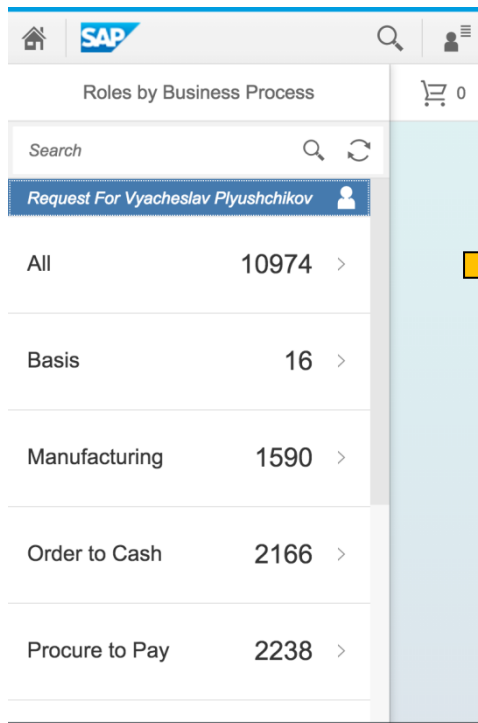 SAP
Roles by Business Process
0
Search
Request For Vyacheslav Plyushchikov
All 10974
Basis 16
Manufacturing 1590
Order to Cash 2166
Procure to Pay 2238